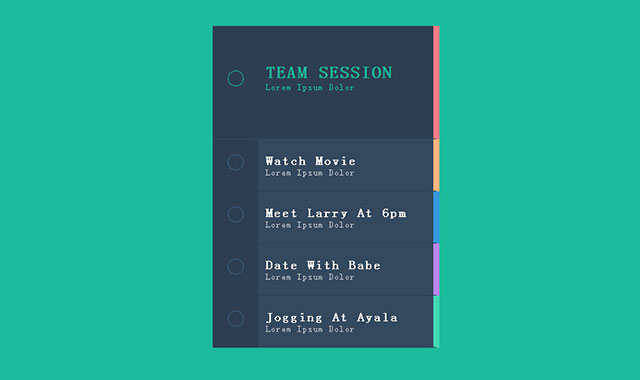 TEAM SESSION
Lorem Ipsum Dolor
Watch Movie
Lorem Ipsum Dolor
Meet Larry At 6pm
Lorem Ipsum Dolor
Date With Babe
Lorem Ipsum Dolor
Jogging At Ayala
Lorem Ipsum Dolor